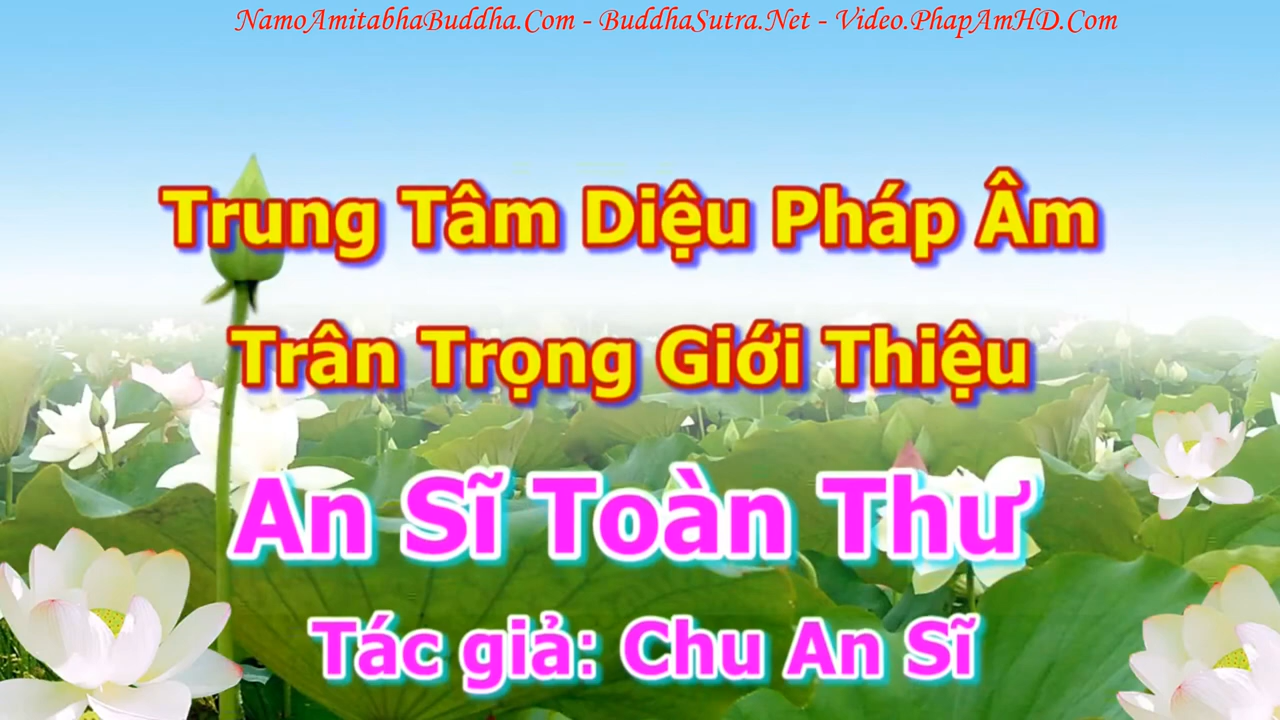 NamoAmitabhaBuddha.Com - BuddhaSutra.Net - Video.PhapAmHD.Com
Trung Tâm Diệu Pháp Âm
Trân Trọng Giới Thiệu
An Sĩ Toàn Thư
Tác giả: Chu An Sĩ